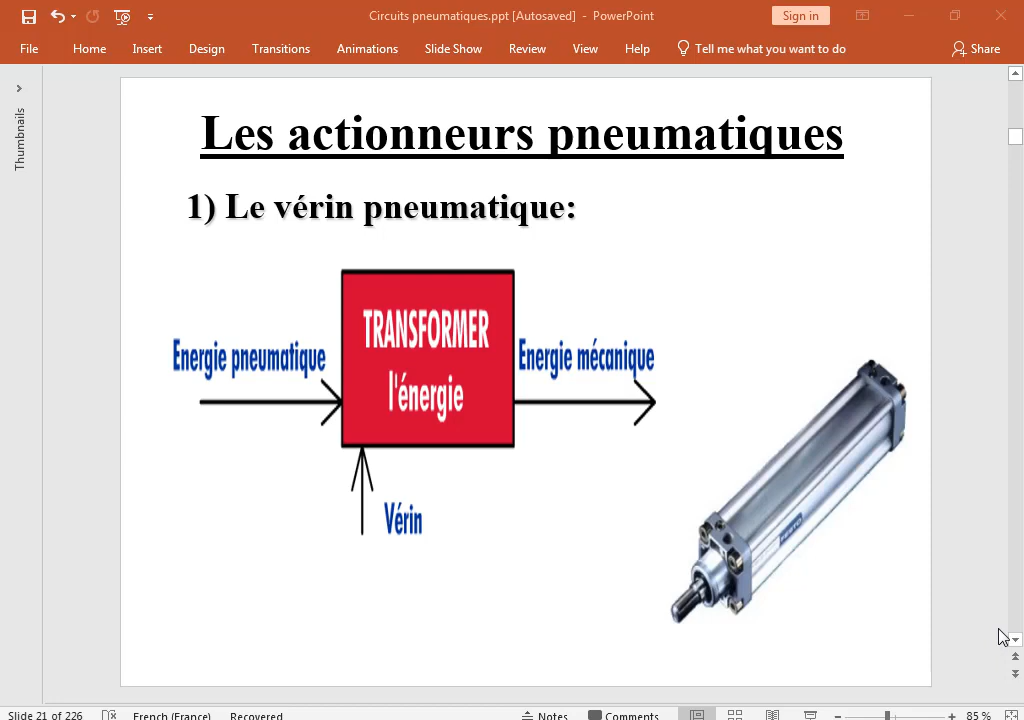 Circuits pneumatiques.ppt [Autosaved] - PowerPoint
Sign in
File Home Insert Design Transitions Animations Slide Show Review View Help Tell me what you want to do Share
Thumbnails
Les actionneurs pneumatiques
1) Le vérin pneumatique:
TRANSFORMER
l'énergie
Energie pneumatique
Energie mécanique
Vérin
FESTO
Slide 21 of 226 French (France) Recovered Notes Comments 85 %